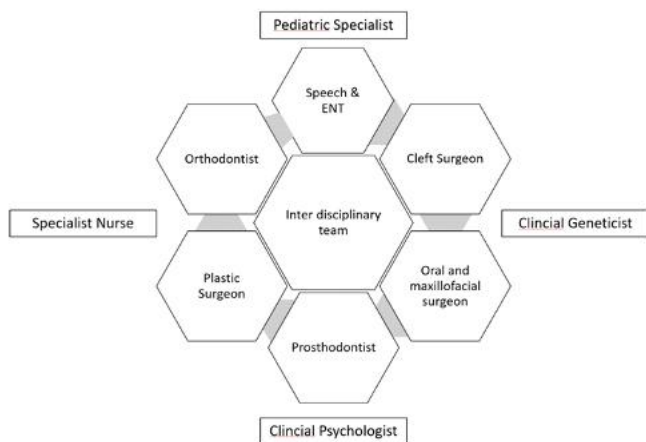 Pediatric Specialist
Speech &
ENT
Orthodontist
Cleft Surgeon
Inter disciplinary
team
Specialist Nurse
Clincial Geneticist
Plastic
Surgeon
Oral and
maxillofacial
surgeon
Prosthodontist
Clincial Psychologist